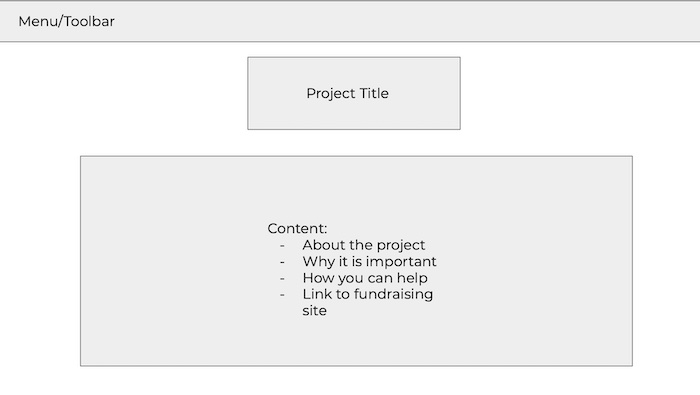 Menu/Toolbar
Project Title
Content:
- About the project
- Why it is important
- How you can help
- Link to fundraising
site